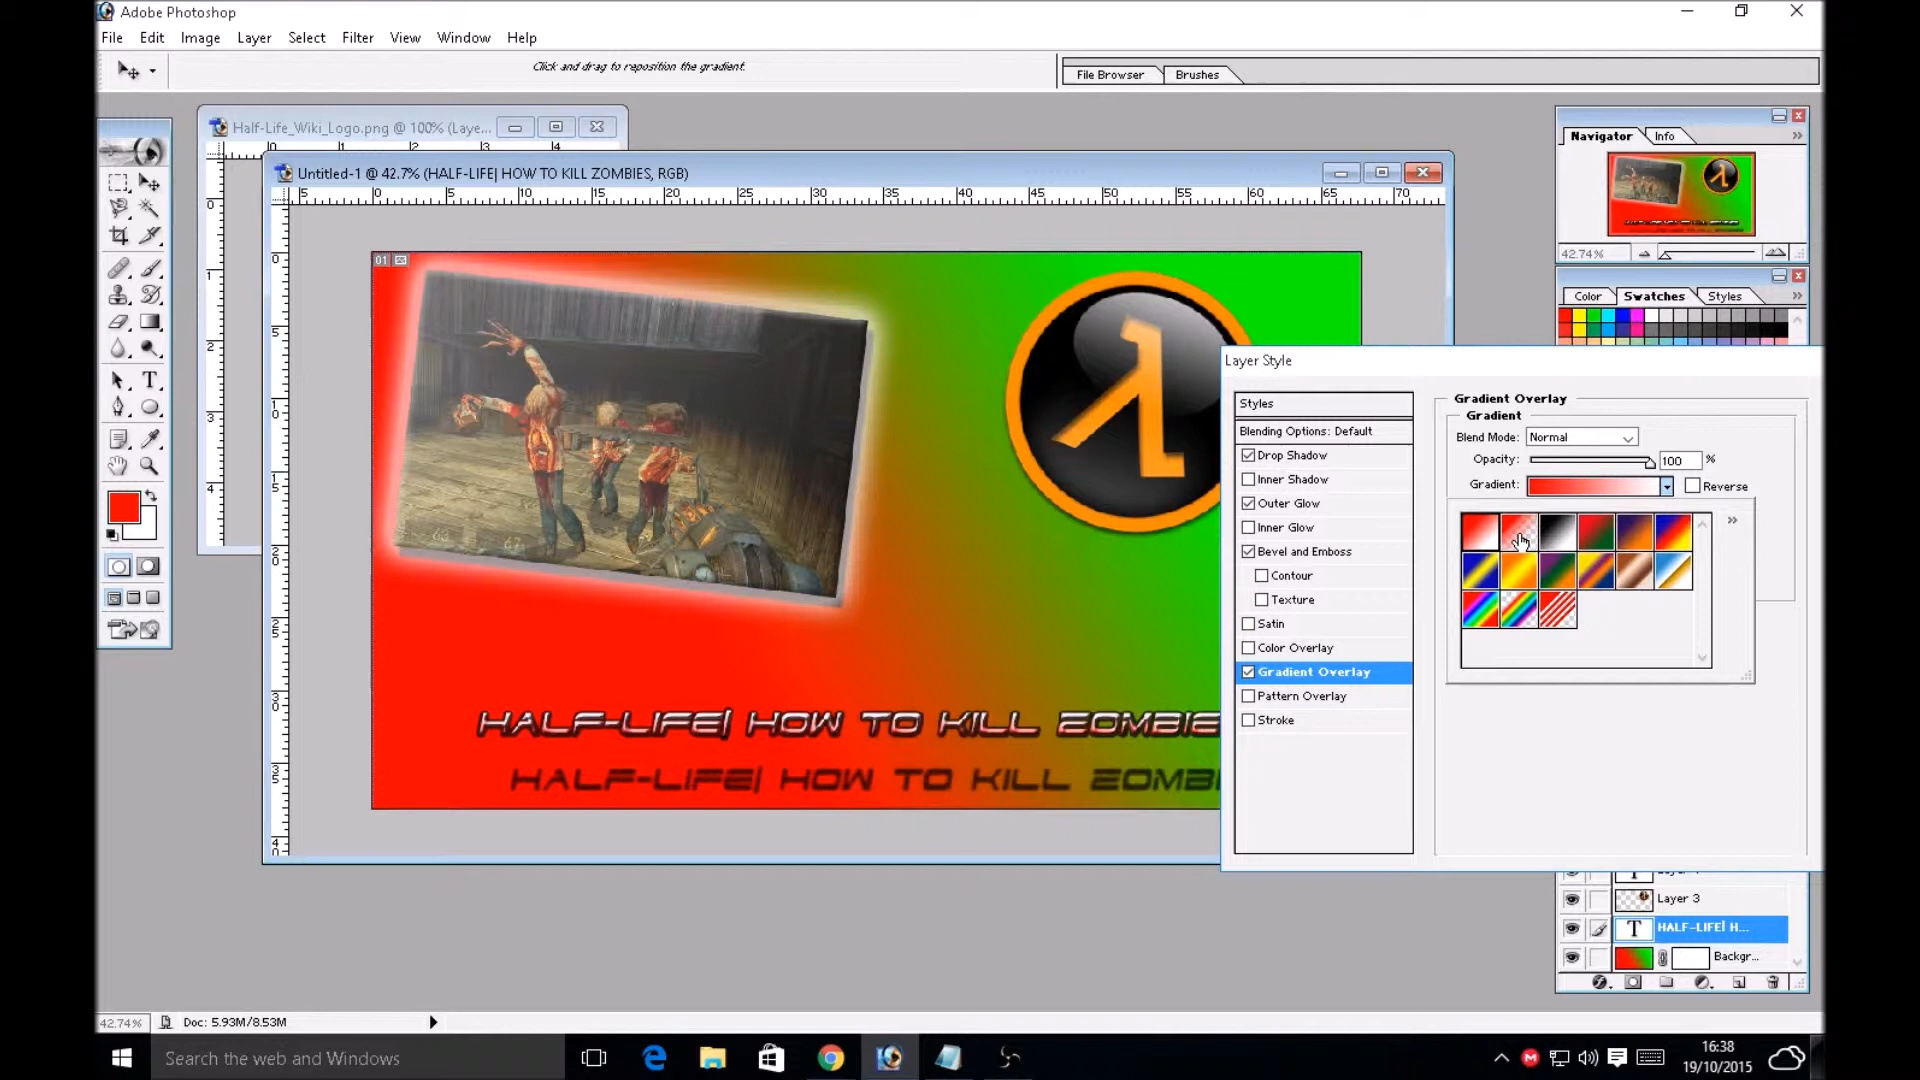 Adobe Photoshop
File Edit Image Layer Select Filter View Window Help
Click and drag to reposition the gradient.
File Browser Brushes
Half-Life_Wiki_Logo.png @ 100% (Laye...
Untitled-1 @ 42.7% (HALF-LIFE| HOW TO KILL ZOMBIES, RGB)
Navigator Info
42.74%
Color Swatches Styles
01
Layer Style
Styles
Blending Options: Default
Drop Shadow
Inner Shadow
Outer Glow
Inner Glow
Bevel and Emboss
Contour
Texture
Satin
Color Overlay
Gradient Overlay
Pattern Overlay
Stroke
Gradient Overlay
Gradient
Blend Mode: Normal
Opacity: 100 %
Gradient: Reverse
HALF-LIFE| HOW TO KILL ZOMBIE
HALF-LIFE| HOW TO KILL ZOMB
Layer 3
HALF-LIFE| H...
Backgr...
42.74% Doc: 5.93M/8.53M
Search the web and Windows
16:38
19/10/2015